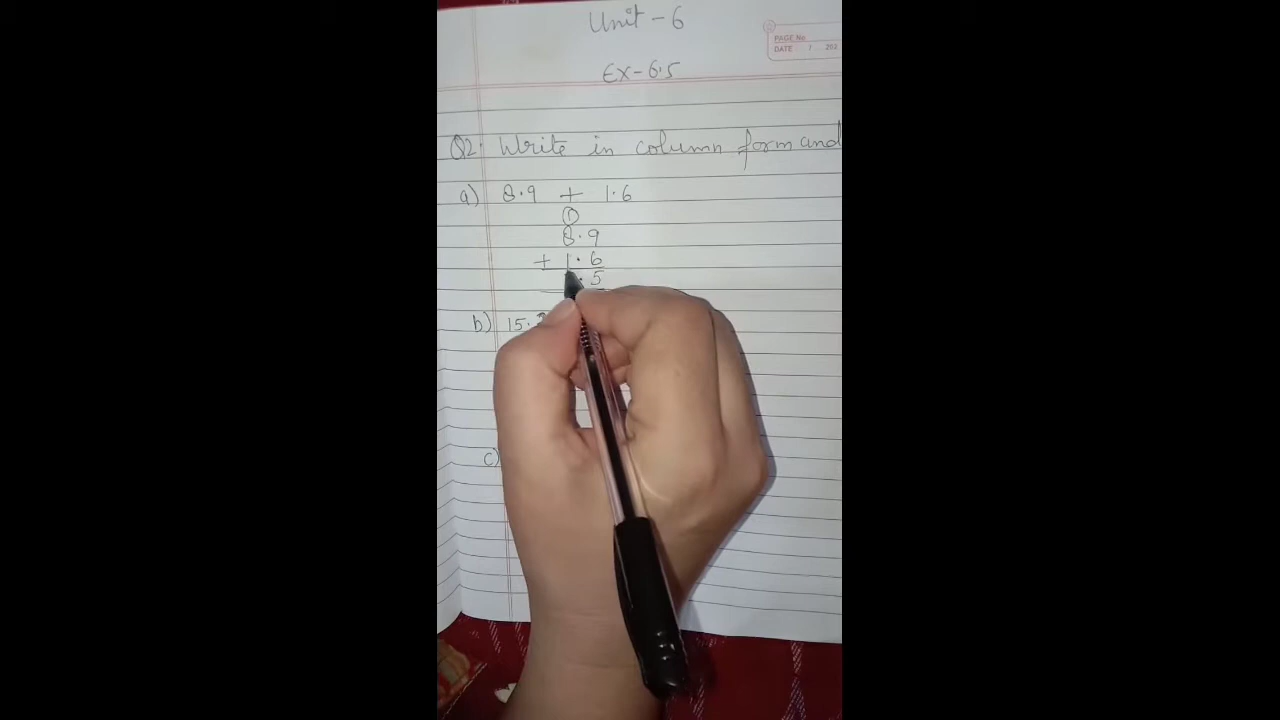 Unit - 6
PAGE No.
DATE / 202
Ex - 6.5
Q2. Write in column form and
a) 8.9 + 1.6
1
8.9
+ 1.6
.5
b) 15.
c)